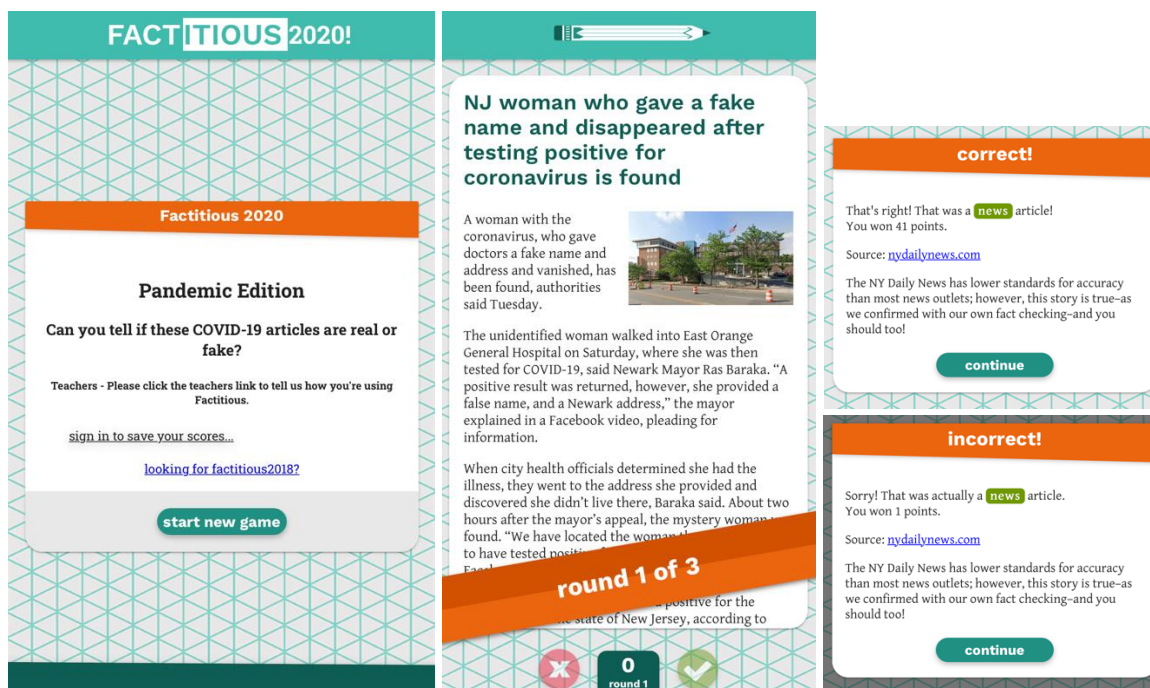 FACTITIOUS 2020!
Factitious 2020
Pandemic Edition
Can you tell if these COVID-19 articles are real or
fake?
Teachers - Please click the teachers link to tell us how you're using
Factitious.
sign in to save your scores...
looking for factitious2018?
start new game
NJ woman who gave a fake
name and disappeared after
testing positive for
coronavirus is found
A woman with the
coronavirus, who gave
doctors a fake name and
address and vanished, has
been found, authorities
said Tuesday.
The unidentified woman walked into East Orange
General Hospital on Saturday, where she was then
tested for COVID-19, said Newark Mayor Ras Baraka. “A
positive result was returned, however, she provided a
false name, and a Newark address,” the mayor
explained in a Facebook video, pleading for
information.
When city health officials determined she had the
illness, they went to the address she provided and
discovered she didn’t live there, Baraka said. About two
hours after the mayor’s appeal, the mystery woman
found. “We have located the woman
to have tested
round 1 of 3
positive for the
state of New Jersey, according to
0
round 1
correct!
That's right! That was a news article!
You won 41 points.
Source: nydailynews.com
The NY Daily News has lower standards for accuracy
than most news outlets; however, this story is true–as
we confirmed with our own fact checking–and you
should too!
continue
incorrect!
Sorry! That was actually a news article.
You won 1 points.
Source: nydailynews.com
The NY Daily News has lower standards for accuracy
than most news outlets; however, this story is true–as
we confirmed with our own fact checking–and you
should too!
continue